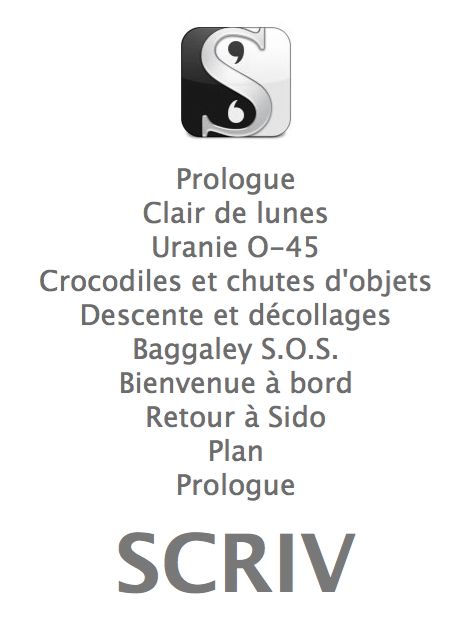 Prologue
Clair de lunes
Uranie O-45
Crocodiles et chutes d'objets
Descente et décollages
Baggaley S.O.S.
Bienvenue à bord
Retour à Sido
Plan
Prologue
SCRIV